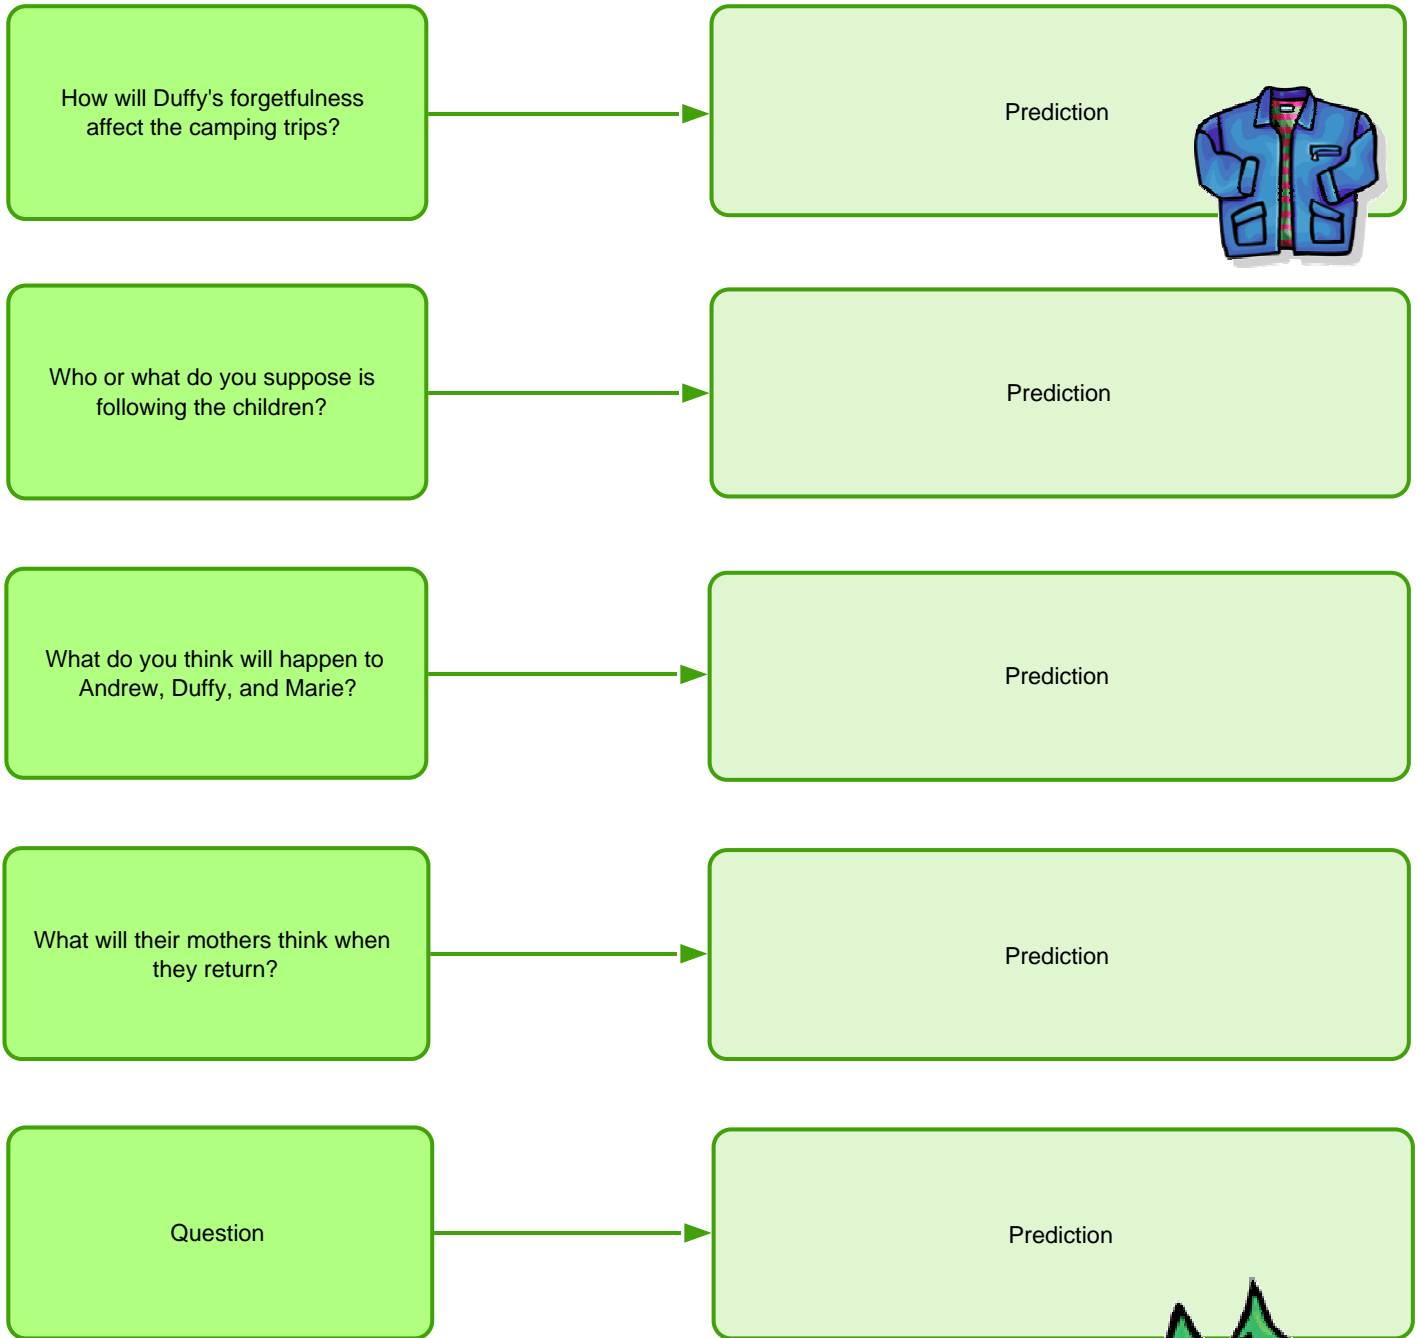 How will Duffy's forgetfulness
affect the camping trips?
Prediction
Who or what do you suppose is
following the children?
Prediction
What do you think will happen to
Andrew, Duffy, and Marie?
Prediction
What will their mothers think when
they return?
Prediction
Question
Prediction